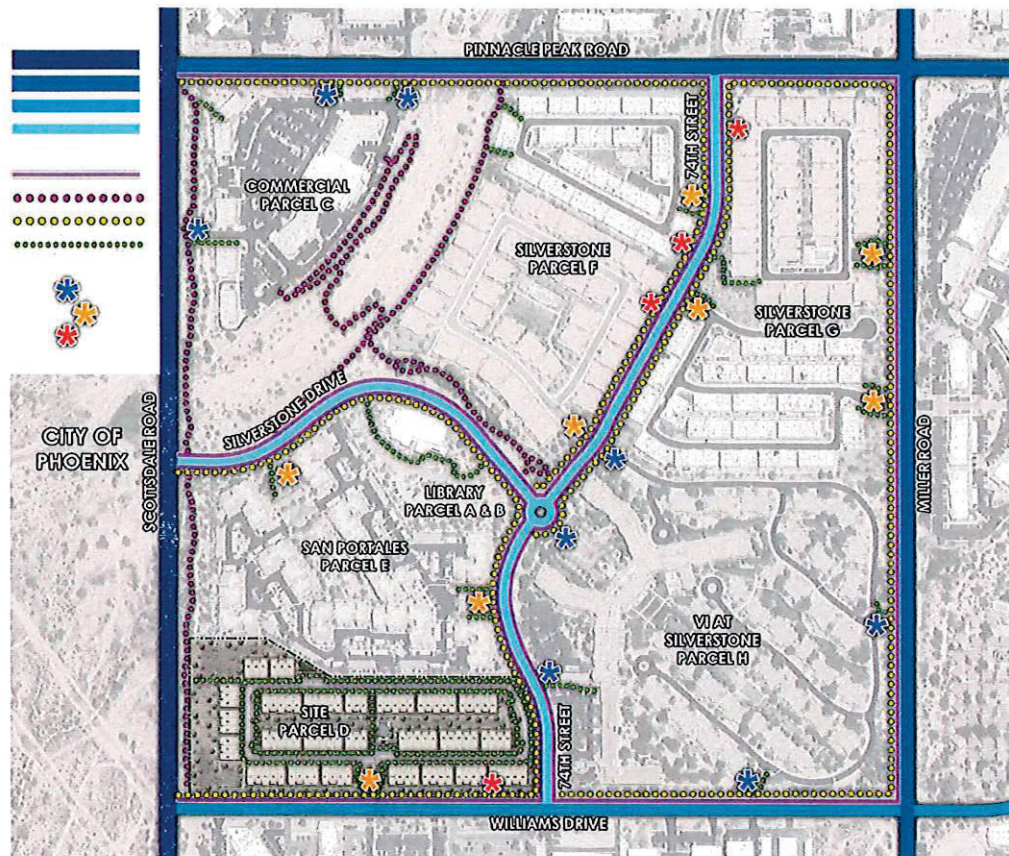 PINNACLE PEAK ROAD
74TH STREET
COMMERCIAL
PARCEL C
SILVERSTONE
PARCEL F
SILVERSTONE
PARCEL G
SILVERSTONE DRIVE
CITY OF
PHOENIX
SCOTTSDALE ROAD
MILLER ROAD
LIBRARY
PARCEL A & B
SAN PORTALES
PARCEL E
VI AT
SILVERSTONE
PARCEL H
SITE
PARCEL D
74TH STREET
WILLIAMS DRIVE